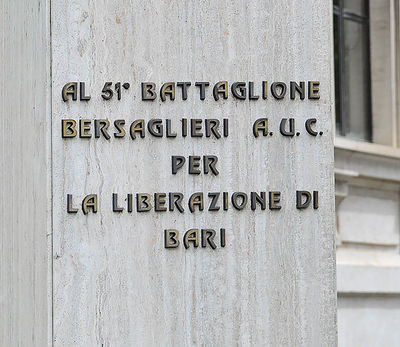 AL 51° BATTAGLIONE
BERSAGLIERI A.U.C.
PER
LA LIBERAZIONE DI
BARI